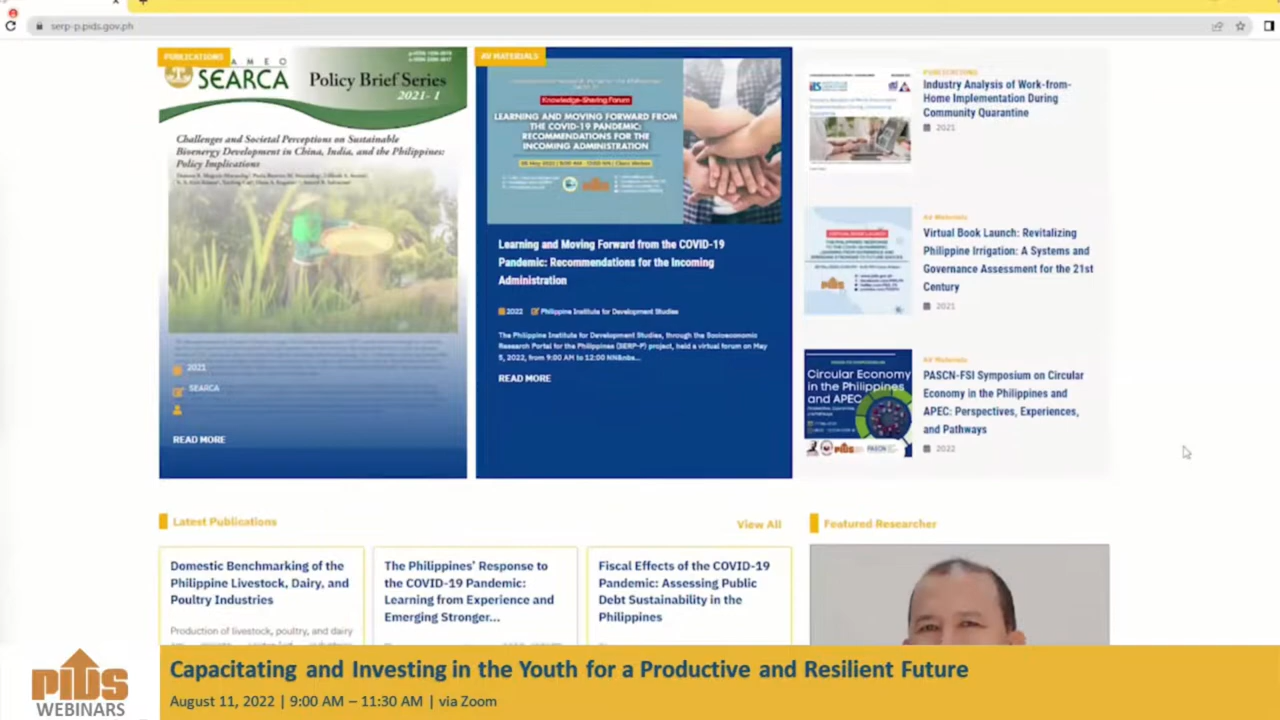 serp-p.pids.gov.ph
PUBLICATIONS
SEARCA
Policy Brief Series
2021-1
Challenges and Societal Perceptions on Sustainable
Bioenergy Development in China, India, and the Philippines:
Policy Implications
2021
SEARCA
READ MORE
AV MATERIALS
Knowledge-Sharing Forum
LEARNING AND MOVING FORWARD FROM
THE COVID-19 PANDEMIC:
RECOMMENDATIONS FOR THE
INCOMING ADMINISTRATION
Learning and Moving Forward from the COVID-19
Pandemic: Recommendations for the Incoming
Administration
2022 Philippine Institute for Development Studies
The Philippine Institute for Development Studies, through the Socioeconomic
Research Portal for the Philippines (SERP-P) project, held a virtual forum on May
5, 2022, from 9:00 AM to 12:00 NN&nbs...
READ MORE
PUBLICATIONS
Industry Analysis of Work-from-
Home Implementation During
Community Quarantine
2021
VIRTUAL BOOK LAUNCH:
AV Materials
Virtual Book Launch: Revitalizing
Philippine Irrigation: A Systems and
Governance Assessment for the 21st
Century
2021
Circular Economy
in the Philippines
and APEC
PIDS
PASCN
AV Materials
PASCN-FSI Symposium on Circular
Economy in the Philippines and
APEC: Perspectives, Experiences,
and Pathways
2022
Latest Publications
View All
Featured Researcher
Domestic Benchmarking of the
Philippine Livestock, Dairy, and
Poultry Industries
Production of livestock, poultry, and dairy
The Philippines' Response to
the COVID-19 Pandemic:
Learning from Experience and
Emerging Stronger...
Fiscal Effects of the COVID-19
Pandemic: Assessing Public
Debt Sustainability in the
Philippines
PIDS
WEBINARS
Capacitating and Investing in the Youth for a Productive and Resilient Future
August 11, 2022 | 9:00 AM – 11:30 AM | via Zoom